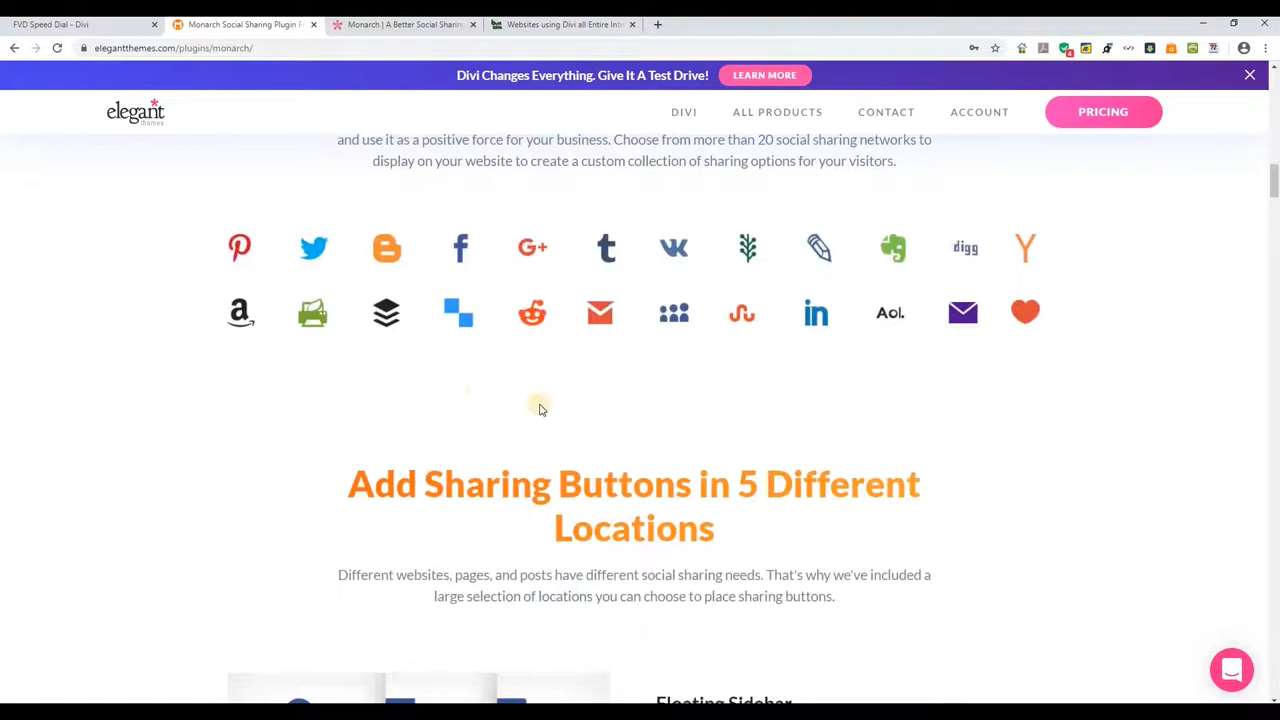 FVD Speed Dial - Divi
Monarch Social Sharing Plugin F
Monarch | A Better Social Sharin
Websites using Divi all Entire Int
elegantthemes.com/plugins/monarch/
Divi Changes Everything. Give It A Test Drive!
LEARN MORE
elegant
themes
DIVI
ALL PRODUCTS
CONTACT
ACCOUNT
PRICING
and use it as a positive force for your business. Choose from more than 20 social sharing networks to
display on your website to create a custom collection of sharing options for your visitors.
G+
digg
Aol.
Add Sharing Buttons in 5 Different
Locations
Different websites, pages, and posts have different social sharing needs. That's why we've included a
large selection of locations you can choose to place sharing buttons.
Floating Sidebar